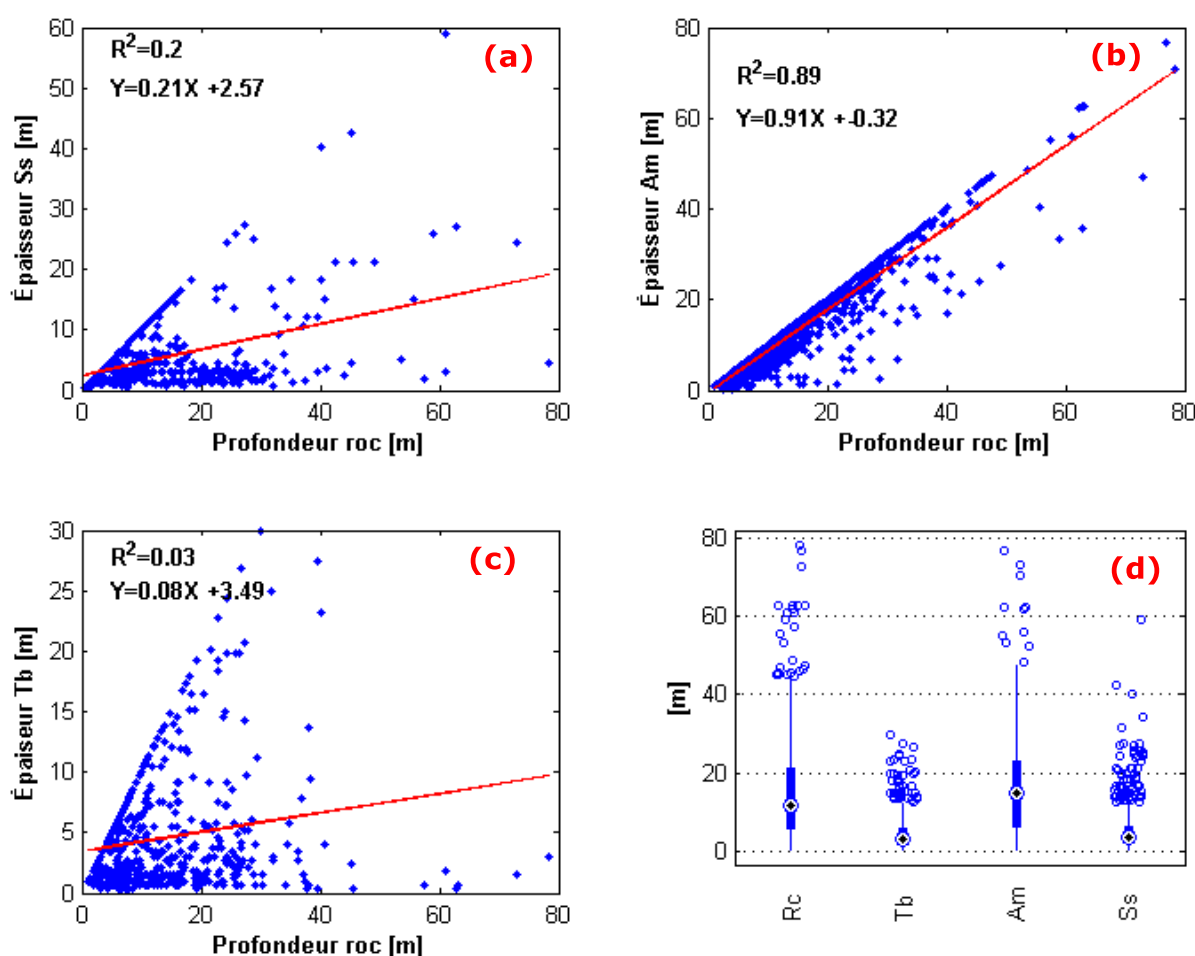 (a)
R²=0.2
Y=0.21X +2.57
Épaisseur Ss [m]
60
50
40
30
20
10
0
0 20 40 60 80
Profondeur roc [m]
(b)
R²=0.89
Y=0.91X +-0.32
Épaisseur Am [m]
80
60
40
20
0
0 20 40 60 80
Profondeur roc [m]
(c)
R²=0.03
Y=0.08X +3.49
Épaiseur Tb [m]
30
25
20
15
10
5
0
0 20 40 60 80
Profondeur roc [m]
(d)
[m]
80
60
40
20
0
Rc Tb Am Ss